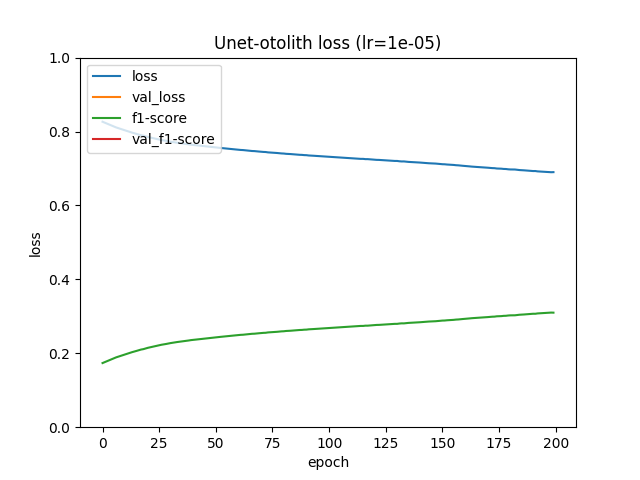 Unet-otolith loss (lr=1e-05)
1.0
0.8
0.6
0.4
0.2
0.0
loss
loss
val_loss
f1-score
val_f1-score
0 25 50 75 100 125 150 175 200
epoch